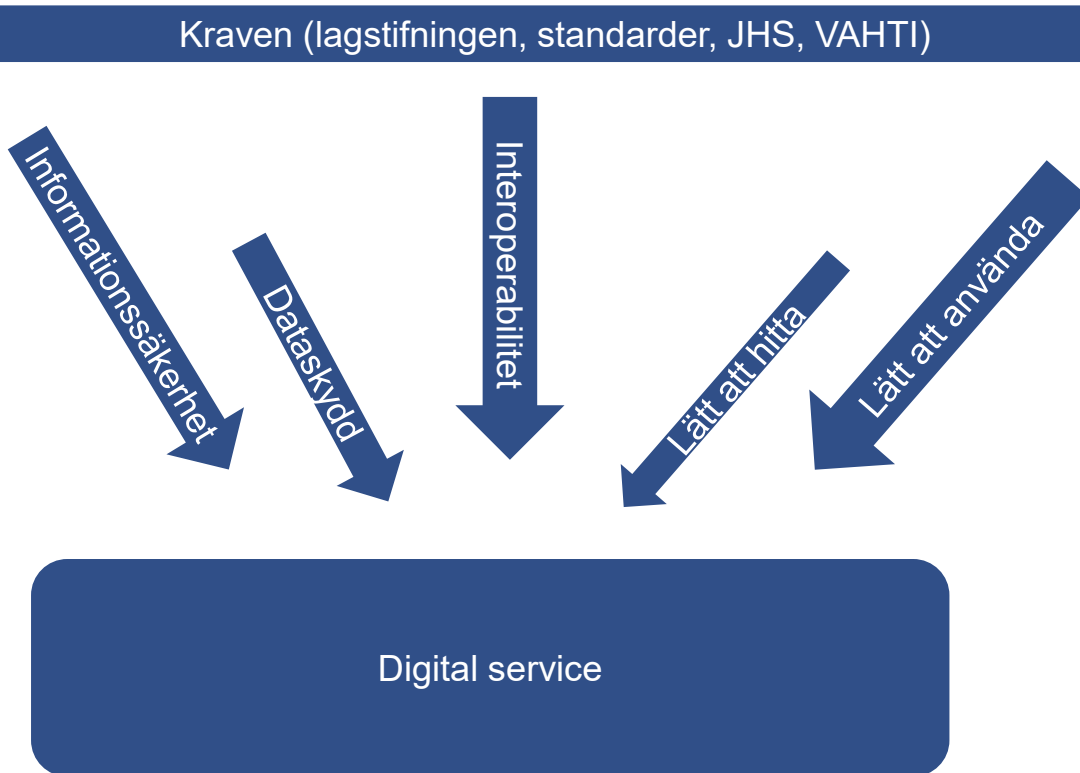 Kraven (lagstifningen, standarder, JHS, VAHTI)
Informationssäkerhet
Dataskydd
Interoperabilitet
Lätt att hitta
Lätt att använda
Digital service